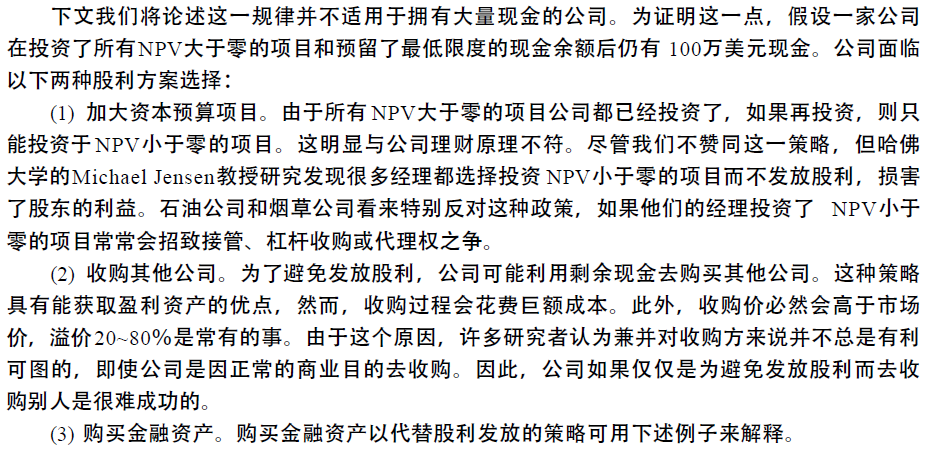 下文我们将论述这一规律并不适用于拥有大量现金的公司。为证明这一点，假设一家公司
在投资了所有NPV大于零的项目和预留了最低限度的现金余额后仍有 100万美元现金。公司面临
以下两种股利方案选择：
(1) 加大资本预算项目。由于所有 NPV大于零的项目公司都已经投资了，如果再投资，则只
能投资于NPV小于零的项目。这明显与公司理财原理不符。尽管我们不赞同这一策略，但哈佛
大学的Michael Jensen教授研究发现很多经理都选择投资 NPV小于零的项目而不发放股利，损害
了股东的利益。石油公司和烟草公司看来特别反对这种政策，如果他们的经理投资了 NPV小于
零的项目常常会招致接管、杠杆收购或代理权之争。
(2) 收购其他公司。为了避免发放股利，公司可能利用剩余现金去购买其他公司。这种策略
具有能获取盈利资产的优点，然而，收购过程会花费巨额成本。此外，收购价必然会高于市场
价，溢价20~80%是常有的事。由于这个原因，许多研究者认为兼并对收购方来说并不总是有利
可图的，即使公司是因正常的商业目的去收购。因此，公司如果仅仅是为避免发放股利而去收
购别人是很难成功的。
(3) 购买金融资产。购买金融资产以代替股利发放的策略可用下述例子来解释。